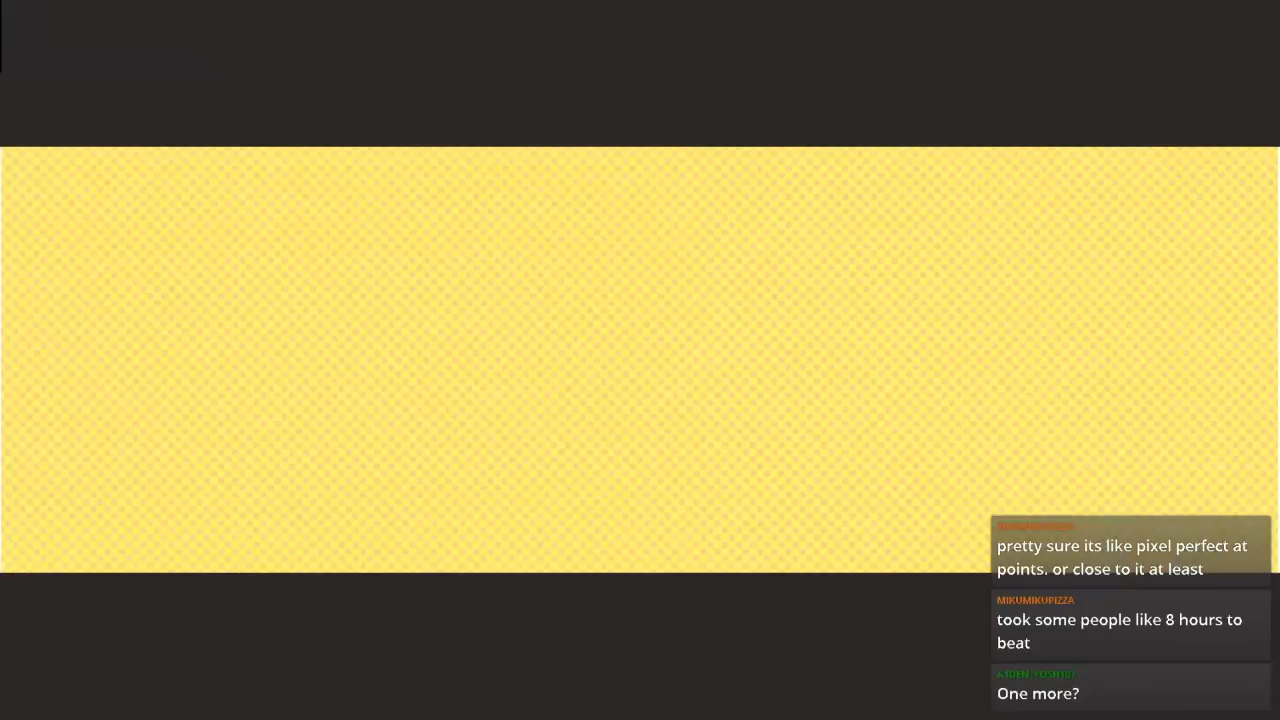 pretty sure its like pixel perfect at
points. or close to it at least
MIKUMIKUPIZZA
took some people like 8 hours to
beat
One more?